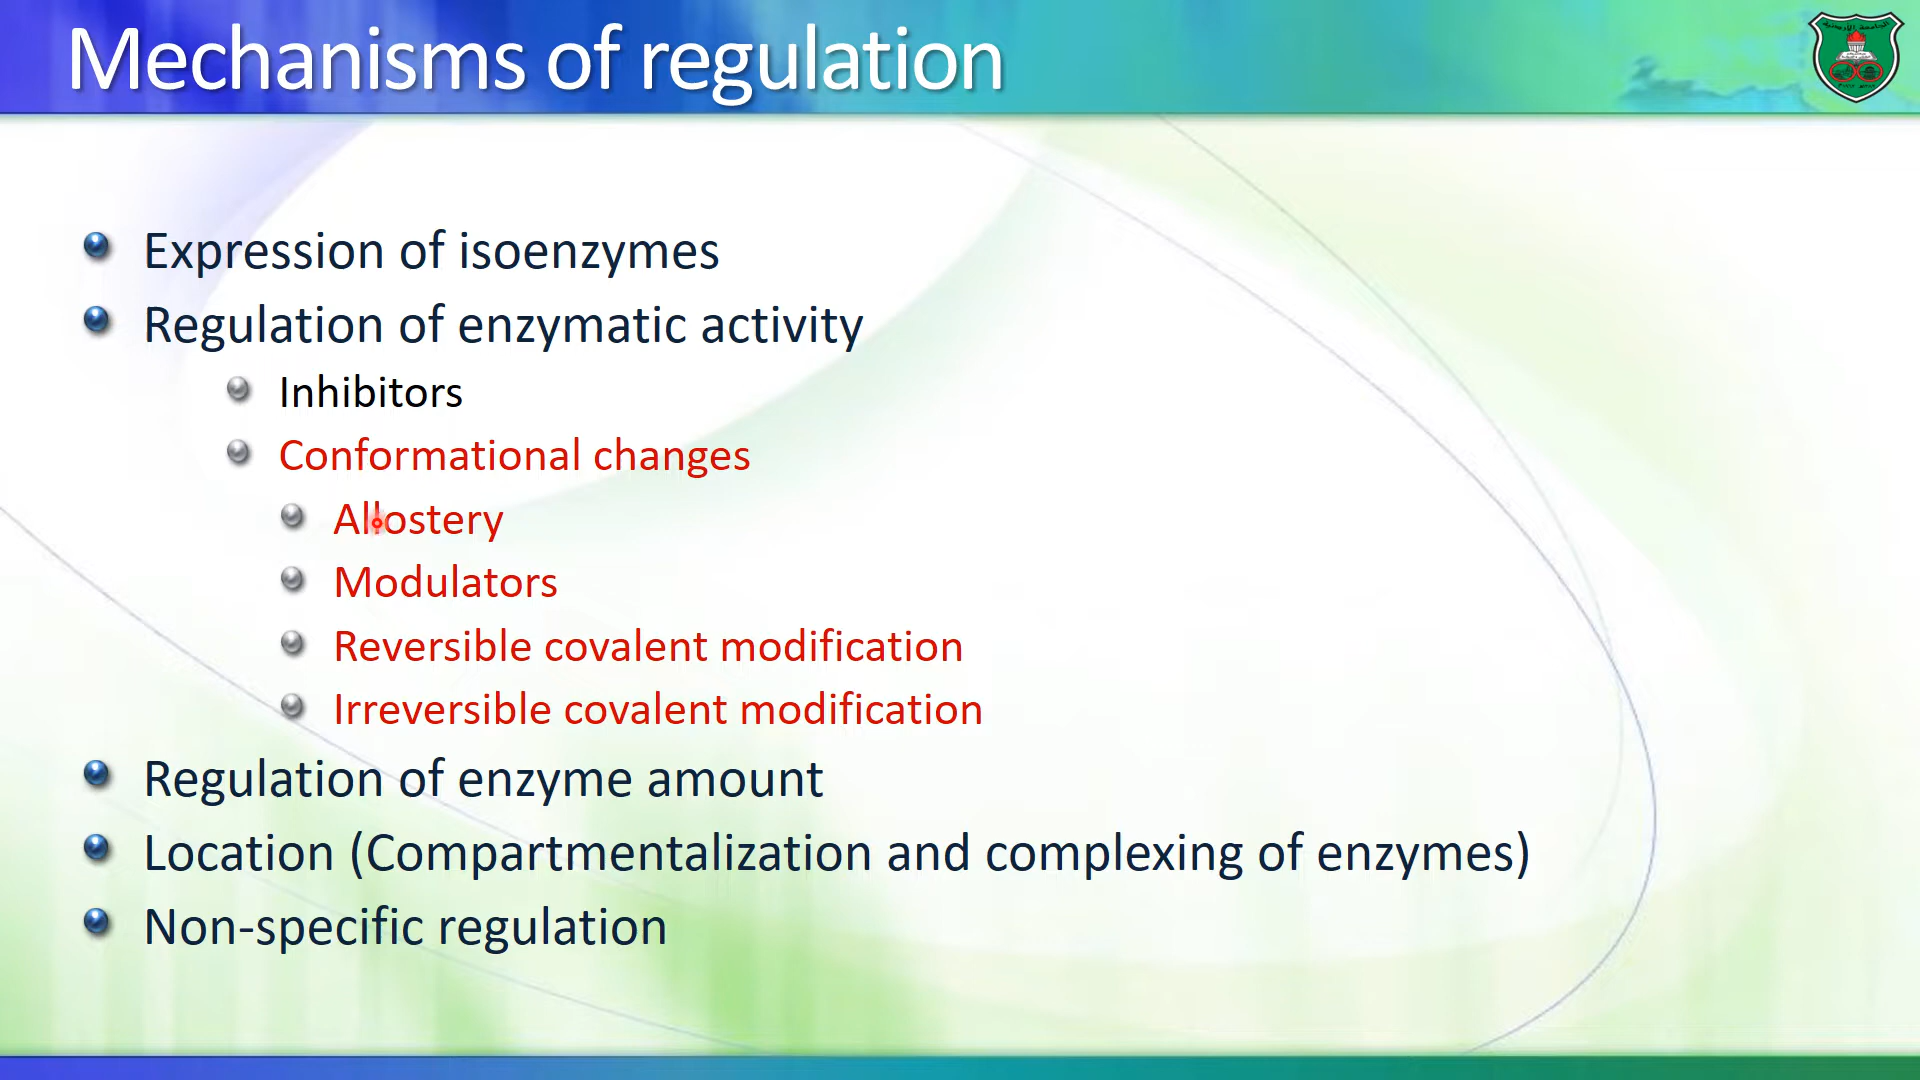 Mechanisms of regulation
Expression of isoenzymes
Regulation of enzymatic activity
Inhibitors
Conformational changes
Allostery
Modulators
Reversible covalent modification
Irreversible covalent modification
Regulation of enzyme amount
Location (Compartmentalization and complexing of enzymes)
Non-specific regulation